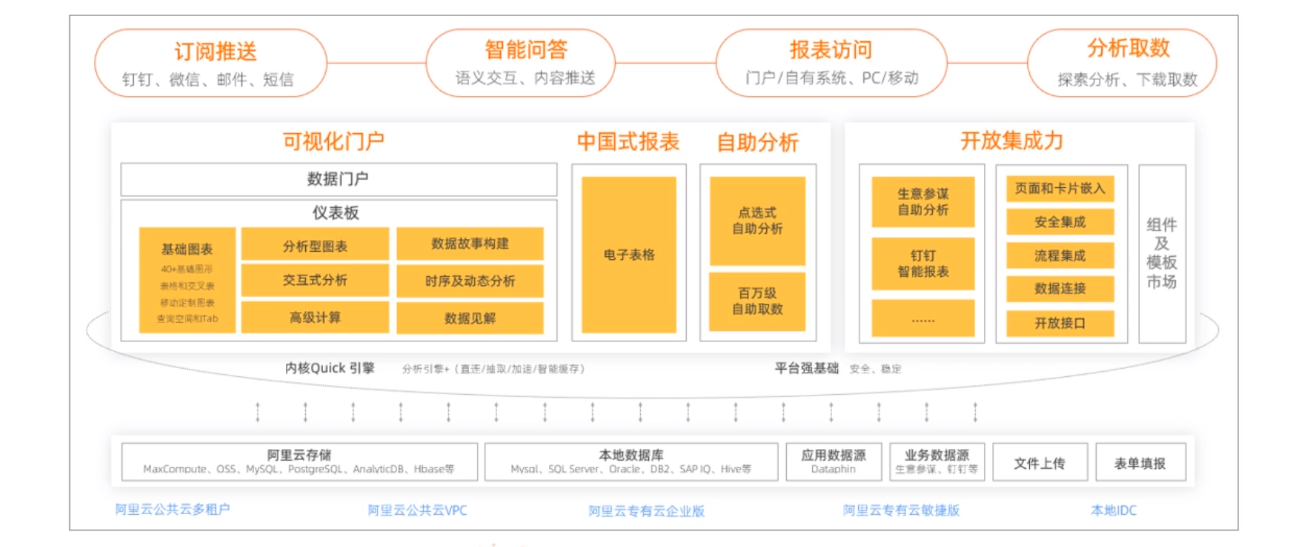 订阅推送
钉钉、微信、邮件、短信
智能问答
语义交互、内容推送
报表访问
门户/自有系统、PC/移动
分析取数
探索分析、下载取数
可视化门户
中国式报表
自助分析
开放集成力
数据门户
仪表板
基础图表
40+基础图形
表格和交叉表
移动定制图表
查询空间和Tab
分析型图表
交互式分析
高级计算
数据故事构建
时序及动态分析
数据见解
电子表格
点选式
自助分析
百万级
自助取数
生意参谋
自助分析
钉钉
智能报表
……
页面和卡片嵌入
安全集成
流程集成
数据连接
开放接口
组件
及
模板
市场
内核Quick 引擎
分析引擎+（直连/抽取/加速/智能缓存）
平台强基础
安全、稳定
阿里云存储
MaxCompute、OSS、MySQL、PostgreSQL、AnalyticDB、Hbase等
本地数据库
Mysql、SQL Server、Oracle、DB2、SAP IQ、Hive等
应用数据源
Dataphin
业务数据源
生意参谋、钉钉等
文件上传
表单填报
阿里云公共云多租户
阿里云公共云VPC
阿里云专有云企业版
阿里云专有云敏捷版
本地IDC